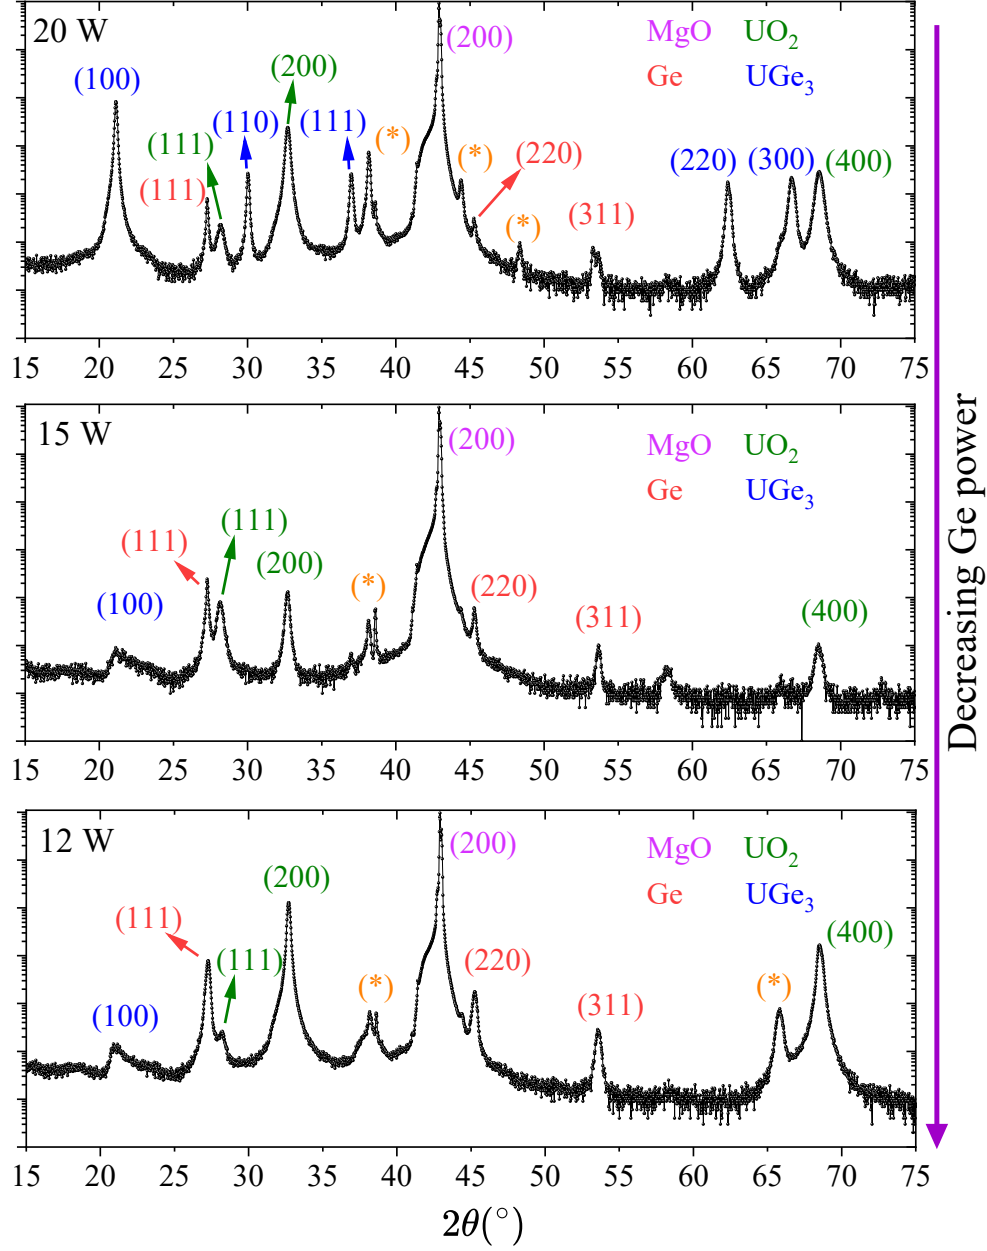 20 W
(200)
MgO UO₂
Ge UGe₃
(100)
(200)
(111)
(110)
(111)
(*)
(111)
(*)
(220)
(*)
(311)
(220)
(300)
(400)
15 20 25 30 35 40 45 50 55 60 65 70 75
15 W
(200)
MgO UO₂
Ge UGe₃
(111)
(111)
(100)
(200)
(*)
(220)
(311)
(400)
15 20 25 30 35 40 45 50 55 60 65 70 75
12 W
(200)
MgO UO₂
Ge UGe₃
(111)
(200)
(111)
(100)
(*)
(220)
(311)
(*)
(400)
15 20 25 30 35 40 45 50 55 60 65 70 75
2θ(°)
Decreasing Ge power